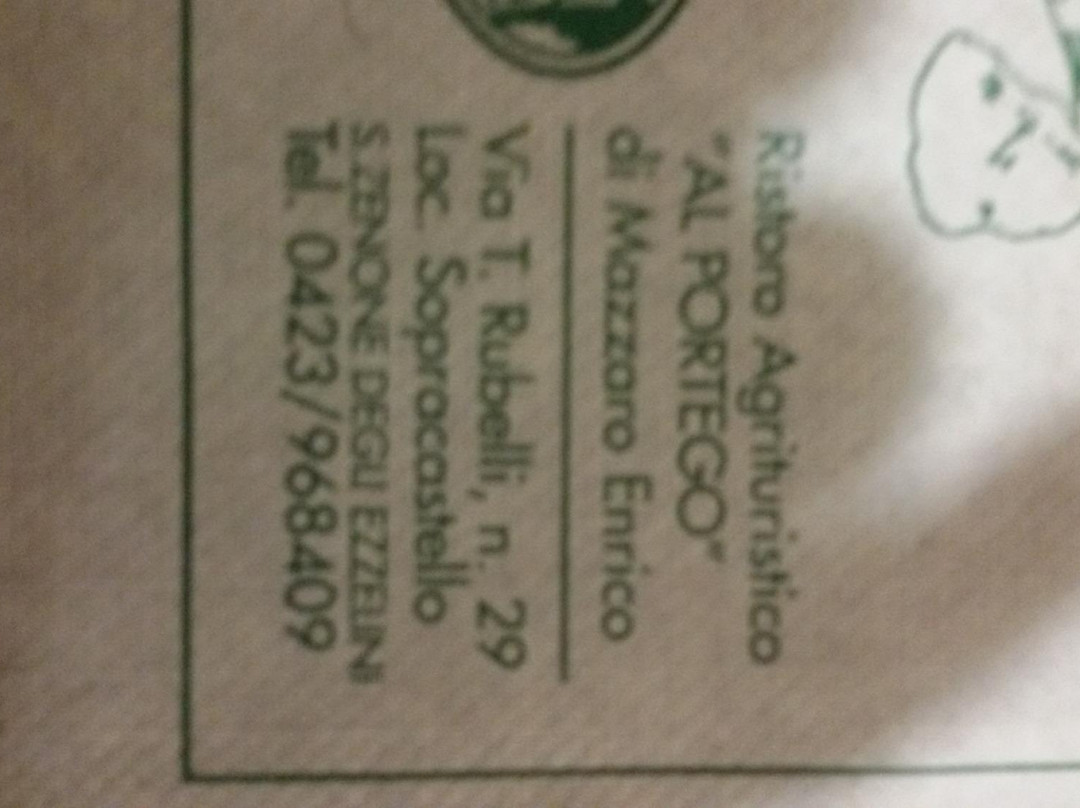 Ristoro Agrituristico
"AL PORTEGO"
di Mazzaro Enrico
Via T. Rubelli, n. 29
Loc. Sopracastello
S.ZENONE DEGLI EZZELINI
Tel. 0423/968409